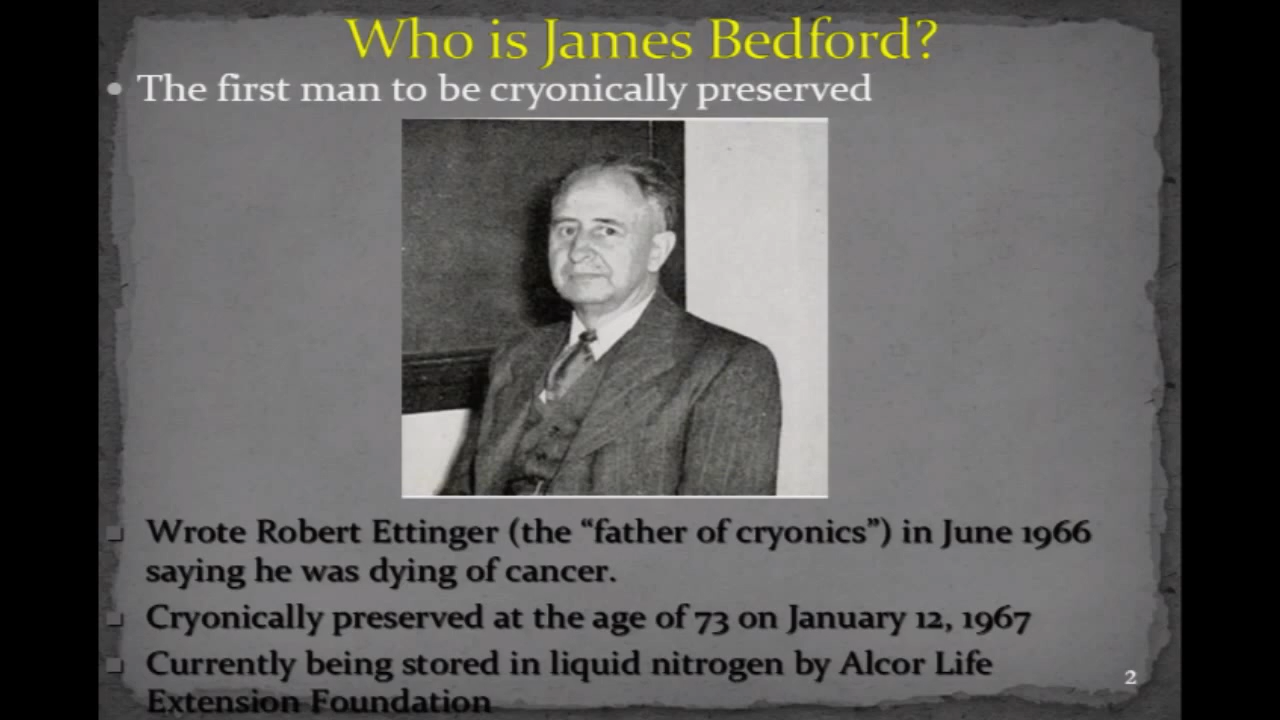 Who is James Bedford?
• The first man to be cryonically preserved
Wrote Robert Ettinger (the “father of cryonics”) in June 1966
saying he was dying of cancer.
Cryonically preserved at the age of 73 on January 12, 1967
Currently being stored in liquid nitrogen by Alcor Life
Extension Foundation
2